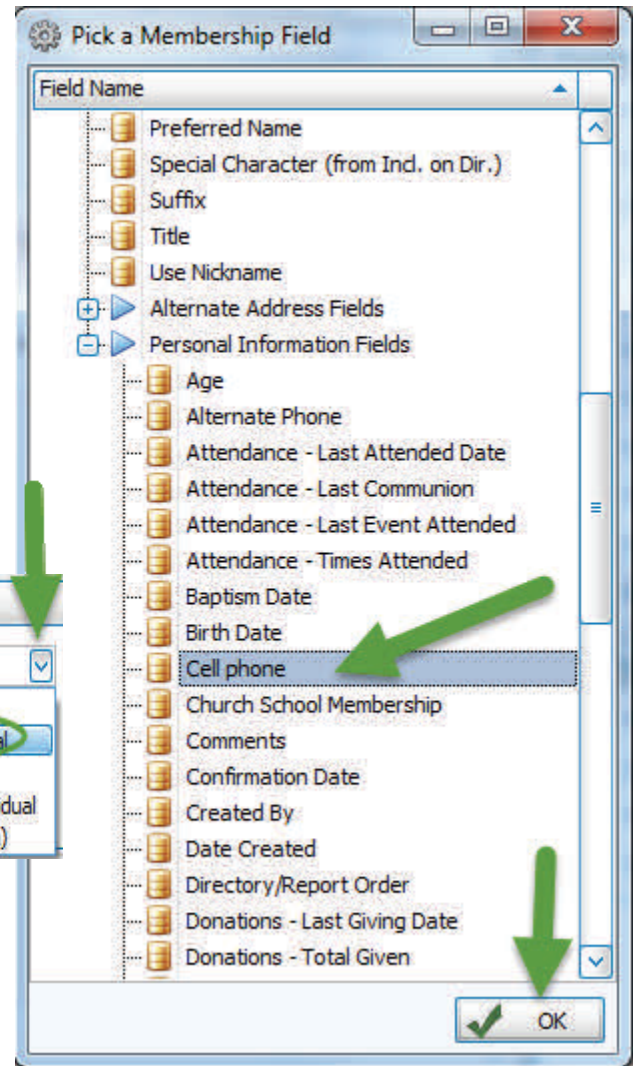 Pick a Membership Field
Field Name
Preferred Name
Special Character (from Incl. on Dir.)
Suffix
Title
Use Nickname
Alternate Address Fields
Personal Information Fields
Age
Alternate Phone
Attendance - Last Attended Date
Attendance - Last Communion
Attendance - Last Event Attended
Attendance - Times Attended
Baptism Date
Birth Date
Cell phone
Church School Membership
Comments
Confirmation Date
Created By
Date Created
Directory/Report Order
Donations - Last Giving Date
Donations - Total Given
OK